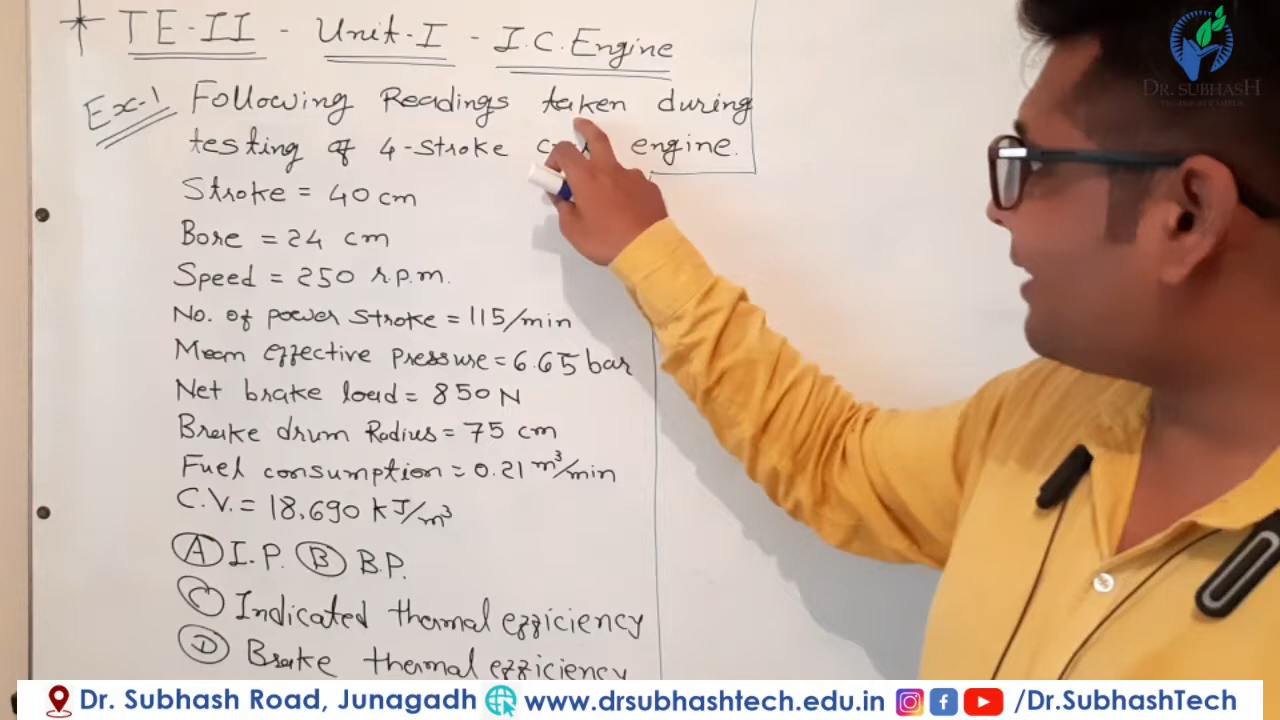 TE-II - Unit-I - I.C. Engine
Ex-1 Following Readings taken during
testing of 4-stroke engine.
Stroke = 40 cm
Bore = 24 cm
Speed = 250 r.p.m.
No. of power stroke = 115/min
Mean effective pressure = 6.65 bar
Net brake load = 850 N
Brake drum Radius = 75 cm
Fuel consumption = 0.21 m³/min
C.V. = 18,690 kJ/m³
A I.P. B B.P.
C Indicated thermal efficiency
D Brake thermal efficiency
DR. SUBHASH
Dr. Subhash Road, Junagadh www.drsubhashtech.edu.in /Dr.SubhashTech